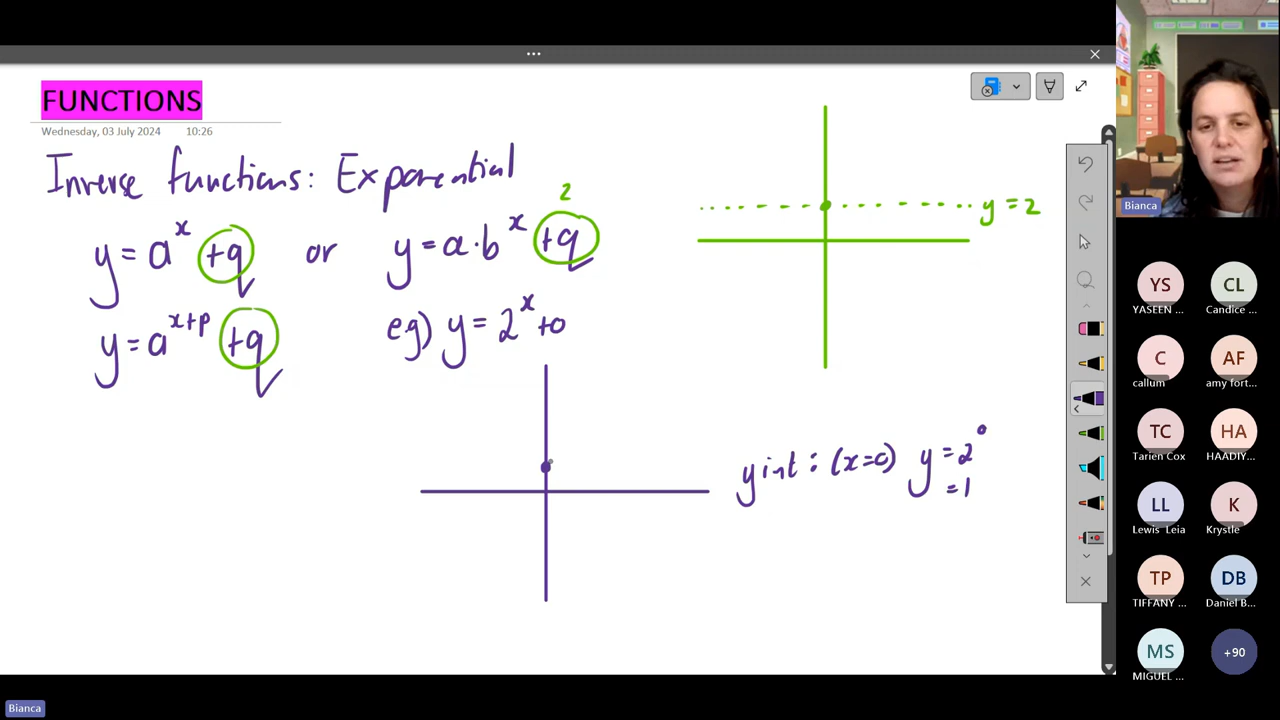 FUNCTIONS
Wednesday, 03 July 2024 10:26
Inverse functions: Exponential
y = a^x +q or y = a·b^x +q
2
y = a^(x+p) +q
eg) y = 2^x +0
y = 2
y int : (x=0) y = 2^0
= 1
Bianca
YS
YASEEN ...
CL
Candice ...
C
callum
AF
amy fort...
TC
Tarien Cox
HA
HAADIY...
LL
Lewis Leia
K
Krystle
TP
TIFFANY ...
DB
Daniel B...
MS
MIGUEL ...
+90
Bianca